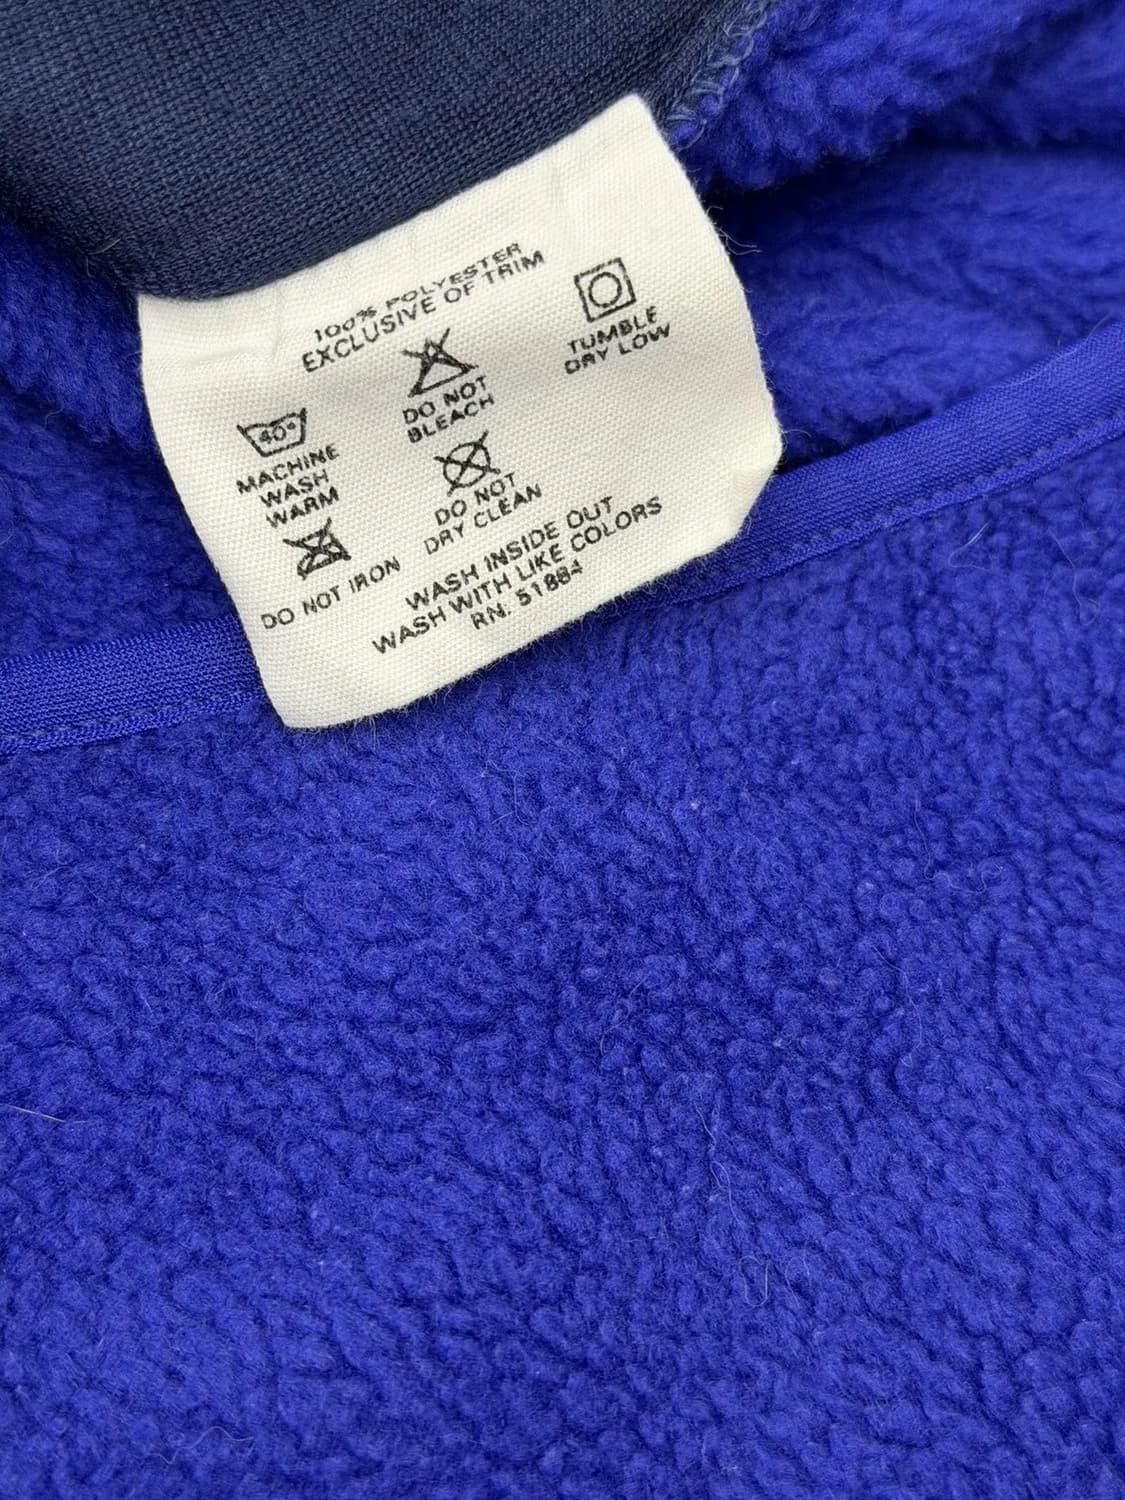 100% POLYESTER
EXCLUSIVE OF TRIM
TUMBLE
DRY LOW
DO NOT
BLEACH
40°
MACHINE
WASH
WARM
DO NOT
DRY CLEAN
DO NOT IRON
WASH INSIDE OUT
WASH WITH LIKE COLORS
RN. 51884